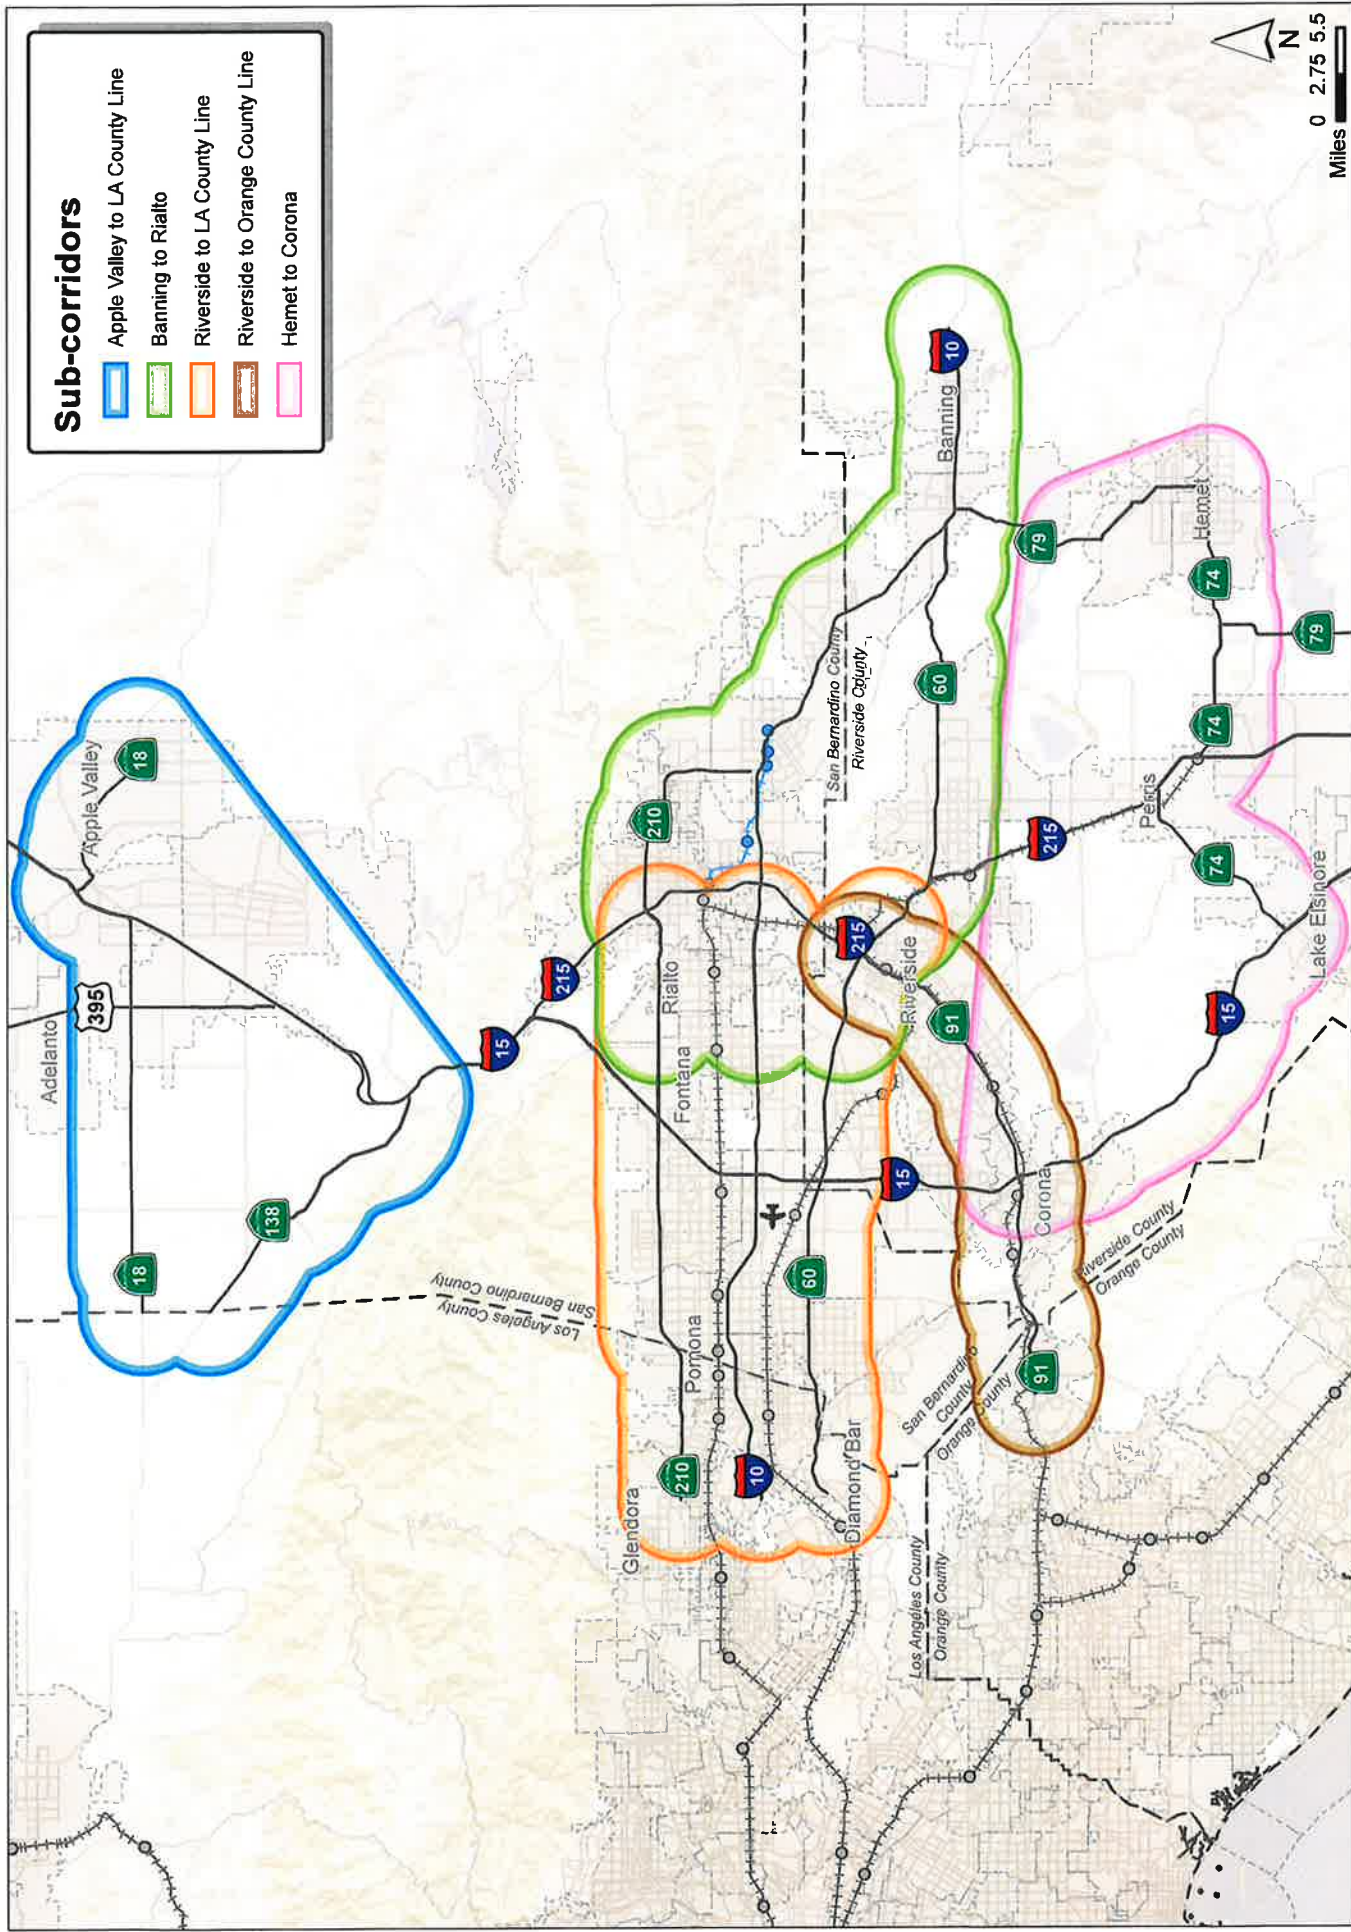 Sub-corridors
Apple Valley to LA County Line
Banning to Rialto
Riverside to LA County Line
Riverside to Orange County Line
Hemet to Corona
Adelanto
395
Apple Valley
18
18
138
15
215
Los Angeles County
San Bernardino County
Glendora
210
Pomona
Fontana
Rialto
210
10
60
Diamond Bar
15
215
Riverside
San Bernardino County
Riverside County
60
Banning
10
91
91
Corona
San Bernardino
County
Orange County
Los Angeles County
Orange County
Riverside County
Orange County
79
215
Perris
Hemet
74
74
74
79
15
Lake Elsinore
N
0 2.75 5.5
Miles